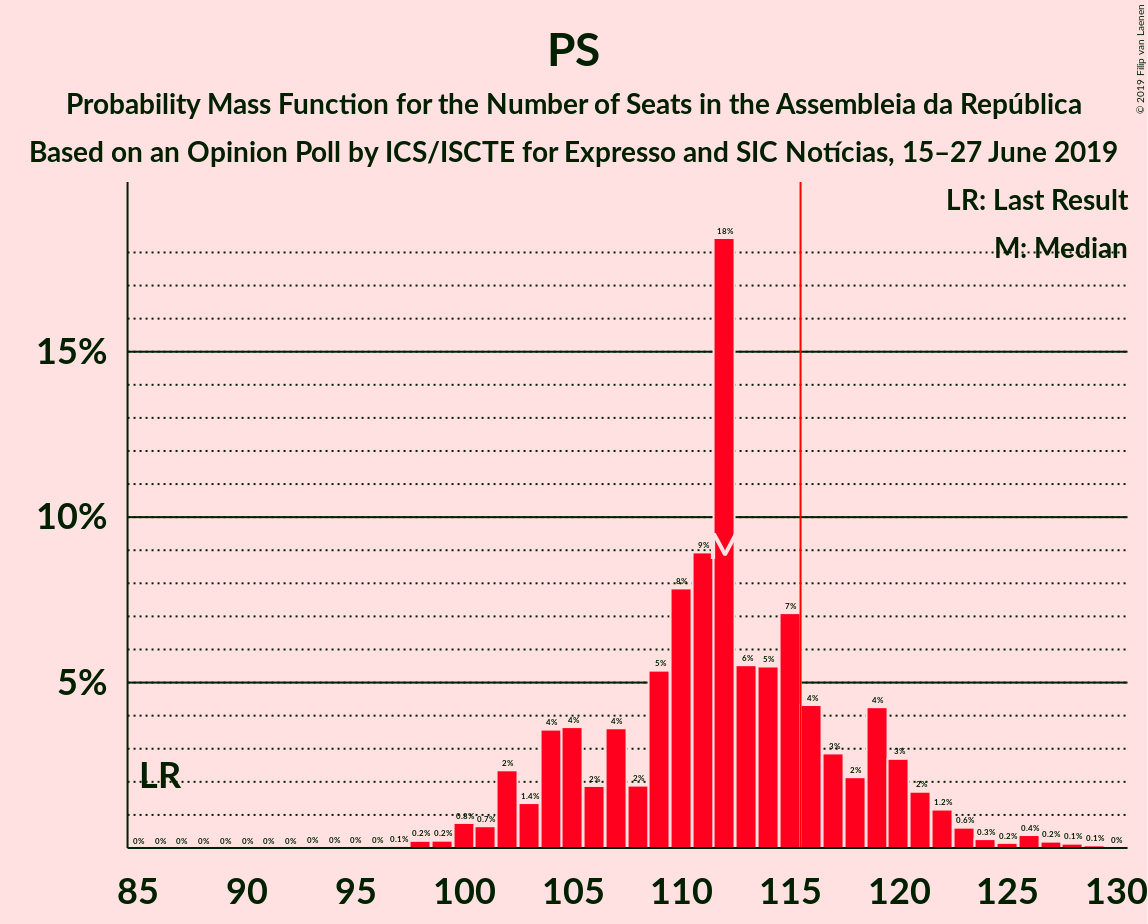 PS
Probability Mass Function for the Number of Seats in the Assembleia da República
Based on an Opinion Poll by ICS/ISCTE for Expresso and SIC Notícias, 15–27 June 2019
© 2019 Filip van Laenen
LR: Last Result
M: Median
15%
10%
5%
LR
0% 0% 0% 0% 0% 0% 0% 0% 0% 0% 0% 0% 0.1% 0.2% 0.2% 0.8% 0.7% 2% 1.4% 4% 4% 2% 4% 2% 5% 8% 9% 18% 6% 5% 7% 4% 3% 2% 4% 3% 2% 1.2% 0.6% 0.3% 0.2% 0.4% 0.2% 0.1% 0.1% 0%
M
85 90 95 100 105 110 115 120 125 130